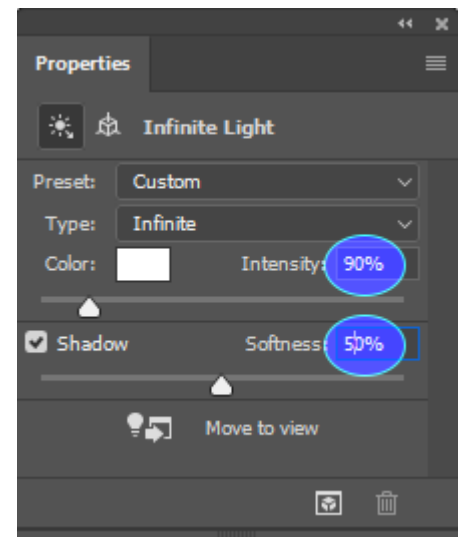 Properties
Infinite Light
Preset: Custom
Type: Infinite
Color: Intensity: 90%
Shadow Softness: 50%
Move to view